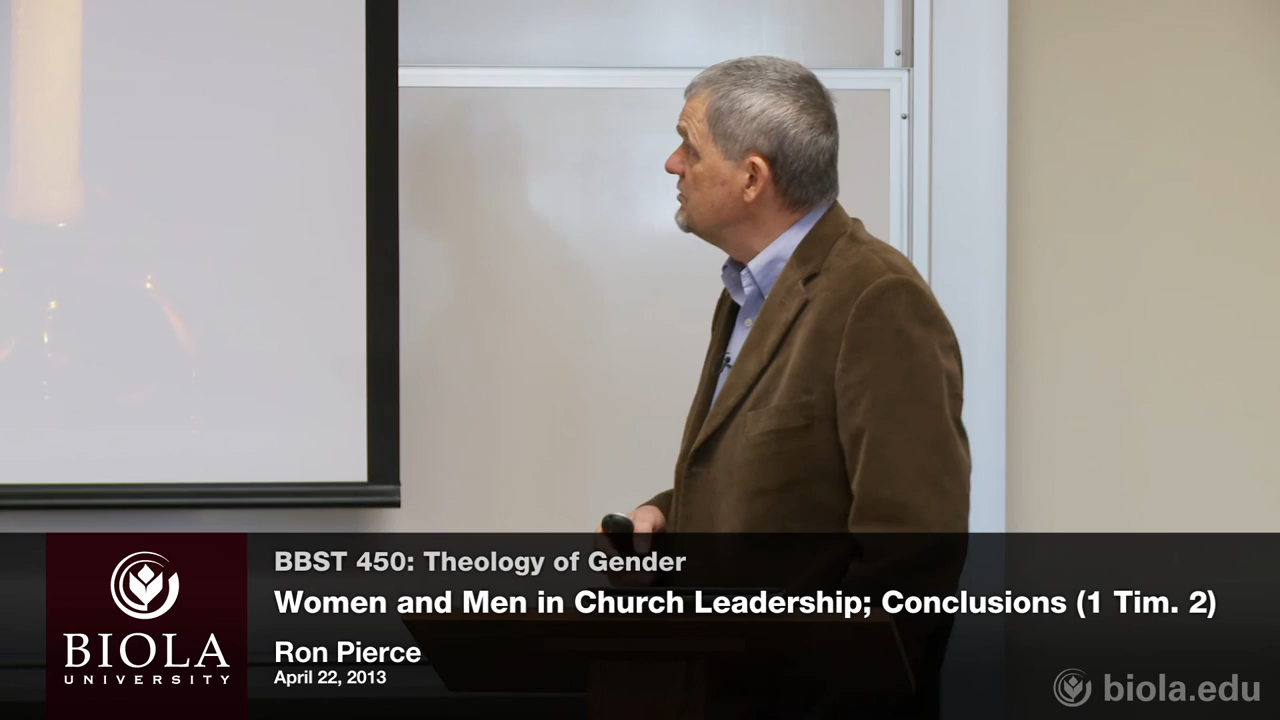 BBST 450: Theology of Gender
Women and Men in Church Leadership; Conclusions (1 Tim. 2)
Ron Pierce
April 22, 2013
BIOLA
UNIVERSITY
biola.edu